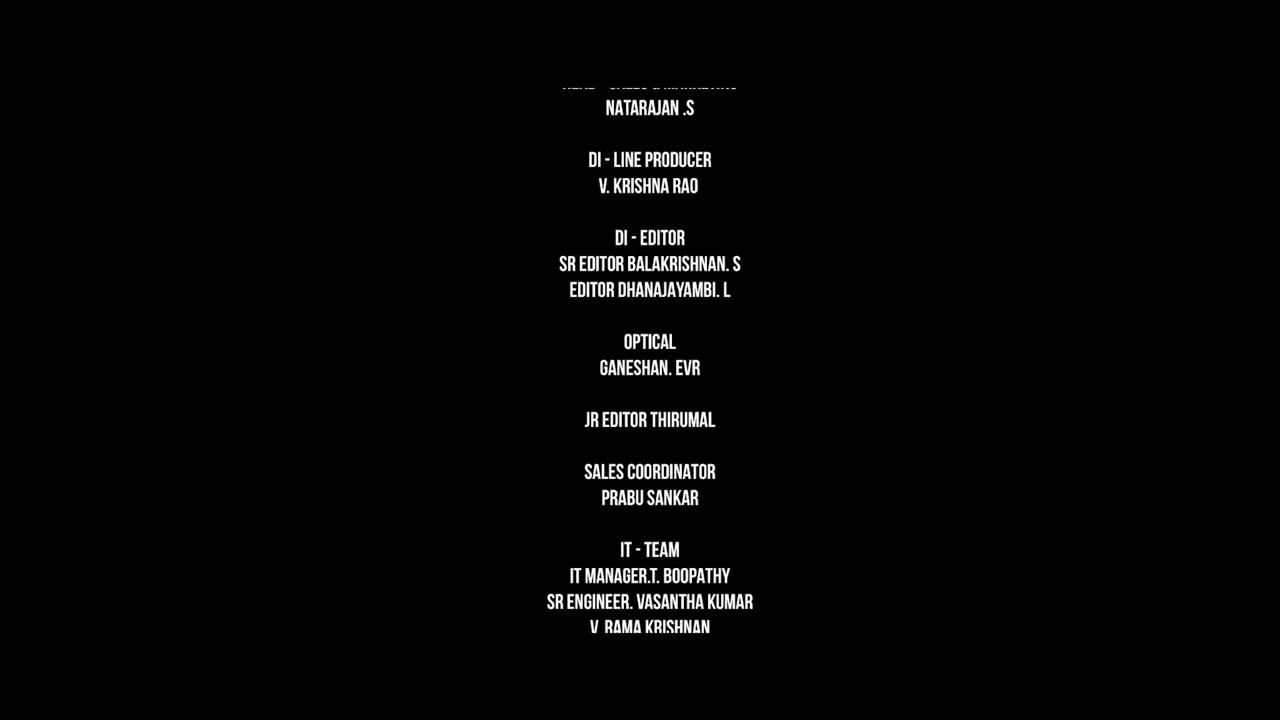 NATARAJAN .S
DI - LINE PRODUCER
V. KRISHNA RAO
DI - EDITOR
SR EDITOR BALAKRISHNAN. S
EDITOR DHANAJAYAMBI. L
OPTICAL
GANESHAN. EVR
JR EDITOR THIRUMAL
SALES COORDINATOR
PRABU SANKAR
IT - TEAM
IT MANAGER.T. BOOPATHY
SR ENGINEER. VASANTHA KUMAR
V. RAMA KRISHNAN